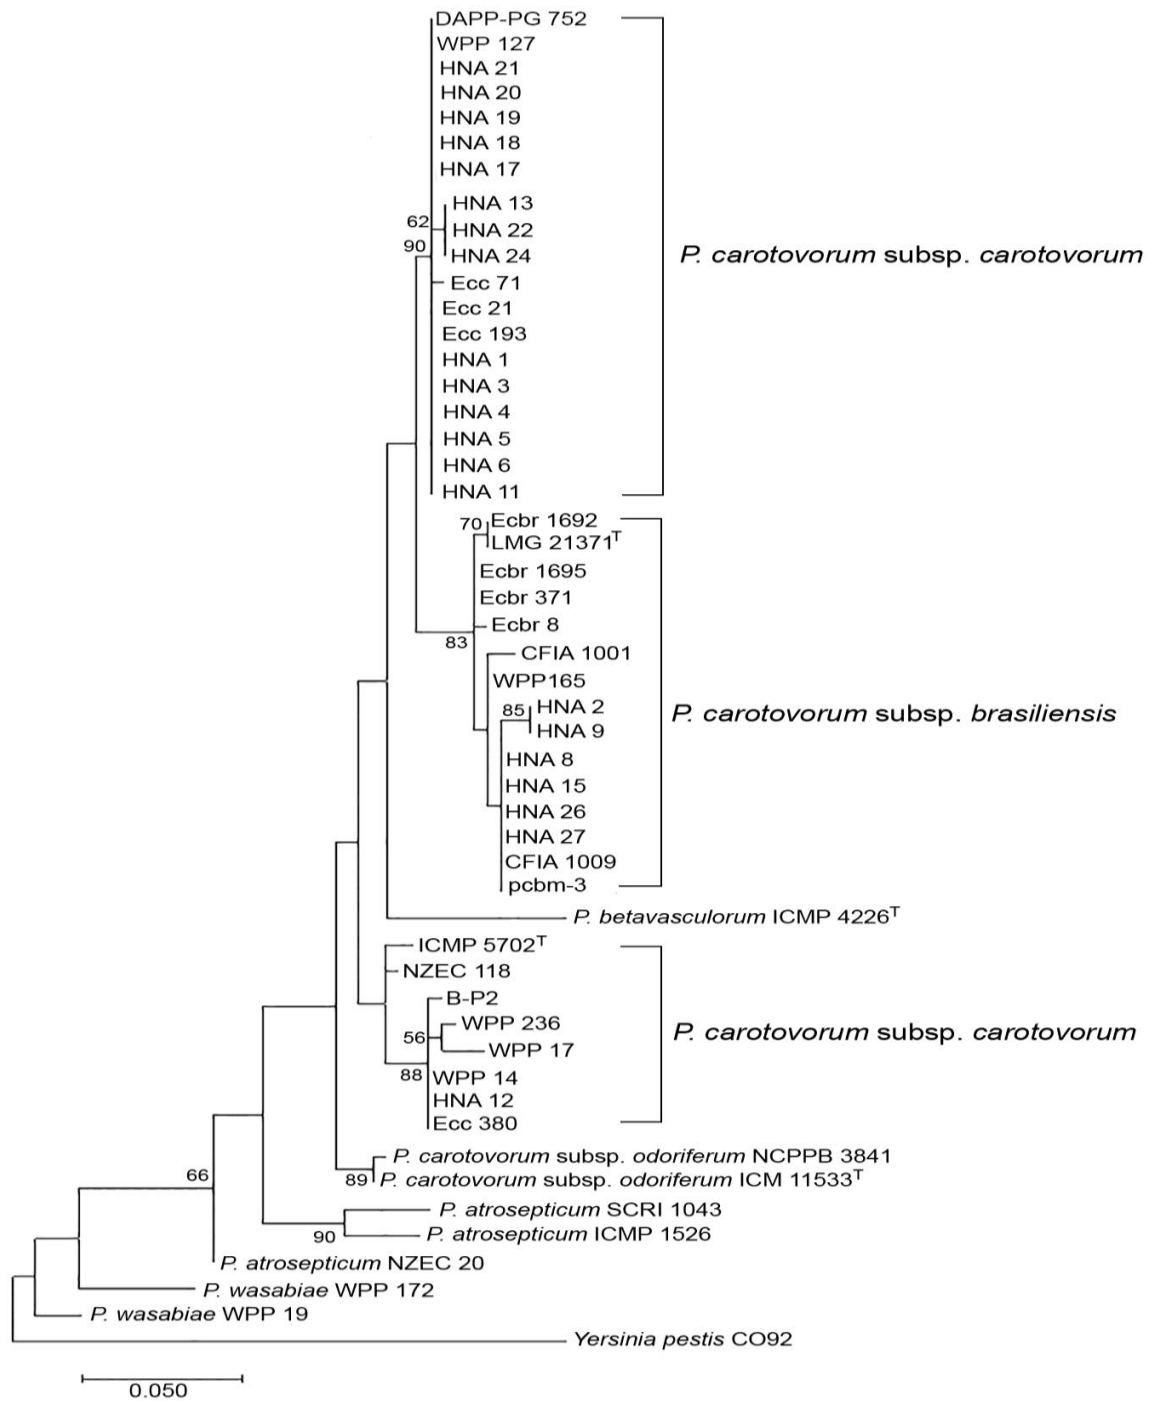 DAPP-PG 752
WPP 127
HNA 21
HNA 20
HNA 19
HNA 18
HNA 17
HNA 13
62
HNA 22
90
HNA 24
P. carotovorum subsp. carotovorum
Ecc 71
Ecc 21
Ecc 193
HNA 1
HNA 3
HNA 4
HNA 5
HNA 6
HNA 11
70
Ecbr 1692
LMG 21371T
Ecbr 1695
Ecbr 371
Ecbr 8
83
CFIA 1001
WPP165
85
HNA 2
P. carotovorum subsp. brasiliensis
HNA 9
HNA 8
HNA 15
HNA 26
HNA 27
CFIA 1009
pcbm-3
P. betavasculorum ICMP 4226T
ICMP 5702T
NZEC 118
B-P2
WPP 236
P. carotovorum subsp. carotovorum
56
WPP 17
88
WPP 14
HNA 12
Ecc 380
P. carotovorum subsp. odoriferum NCPPB 3841
66
89
P. carotovorum subsp. odoriferum ICM 11533T
P. atrosepticum SCRI 1043
90
P. atrosepticum ICMP 1526
P. atrosepticum NZEC 20
P. wasabiae WPP 172
P. wasabiae WPP 19
Yersinia pestis CO92
0.050